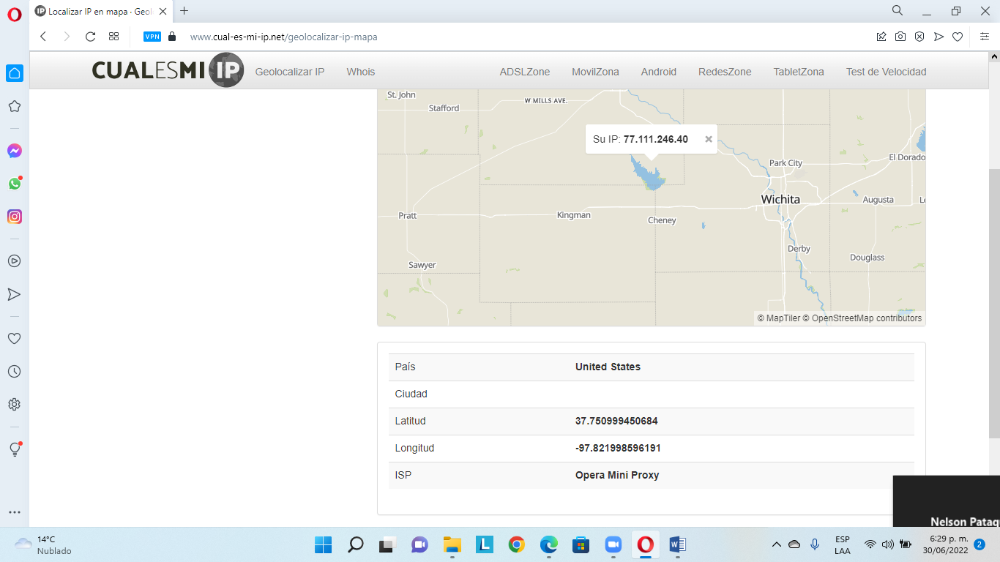 Localizar IP en mapa · Geol
VPN
www.cual-es-mi-ip.net/geolocalizar-ip-mapa
CUALESMI IP
Geolocalizar IP
Whois
ADSLZone
MovilZona
Android
RedesZone
TabletZona
Test de Velocidad
St. John
Stafford
W MILLS AVE.
Su IP: 77.111.246.40
Park City
El Dorado
Wichita
Augusta
Le
Pratt
Kingman
Cheney
Derby
Sawyer
Douglass
© MapTiler © OpenStreetMap contributors
País United States
Ciudad
Latitud 37.750999450684
Longitud -97.821998596191
ISP Opera Mini Proxy
Nelson Pataq
14°C
Nublado
ESP
LAA
6:29 p. m.
30/06/2022
2